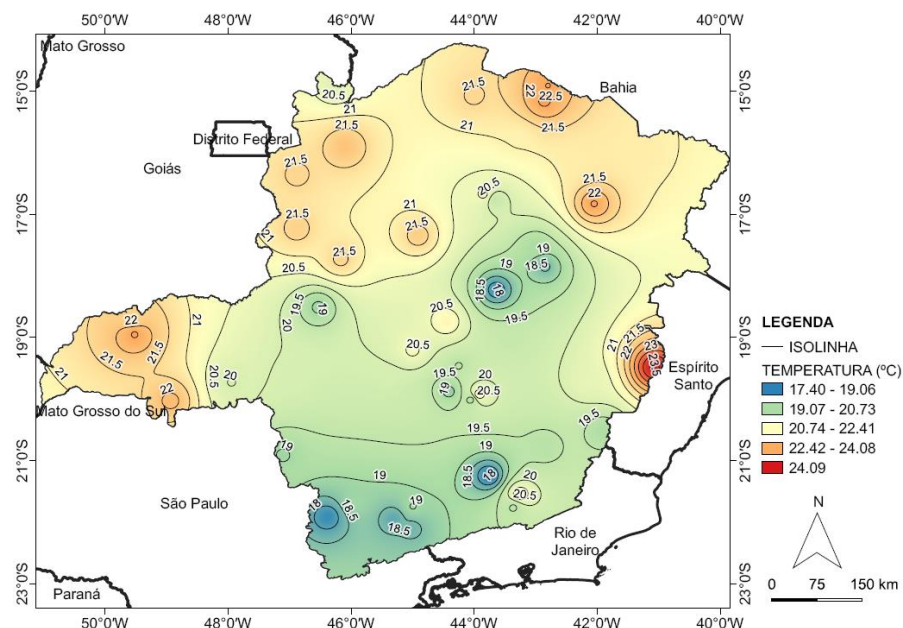 50°0'W 48°0'W 46°0'W 44°0'W 42°0'W 40°0'W
Mato Grosso
15°0'S
15°0'S
20.5
21.5
22
22.5
Bahia
21
21.5
21
21.5
Distrito Federal
Goiás
21.5
21.5
22
20.5
17°0'S
17°0'S
21
21.5
21
21.5
21.5
20.5
19
18.5
19
18.5
18
19.5
19.5
19
20
20.5
22
21
21.5
21.5
20.5
19°0'S
19°0'S
21
21.5
22
23
23.5
LEGENDA
ISOLINHA
TEMPERATURA (ºC)
17.40 - 19.06
19.07 - 20.73
20.74 - 22.41
22.42 - 24.08
24.09
Espírito
Santo
21
20
22
19.5
19
20
20.5
Mato Grosso do Sul
19.5
19.5
19
19
21°0'S
21°0'S
19
19
18.5
18
20
20.5
São Paulo
18
18.5
18.5
Rio de
Janeiro
N
0 75 150 km
Paraná
23°0'S
23°0'S
50°0'W 48°0'W 46°0'W 44°0'W 42°0'W 40°0'W